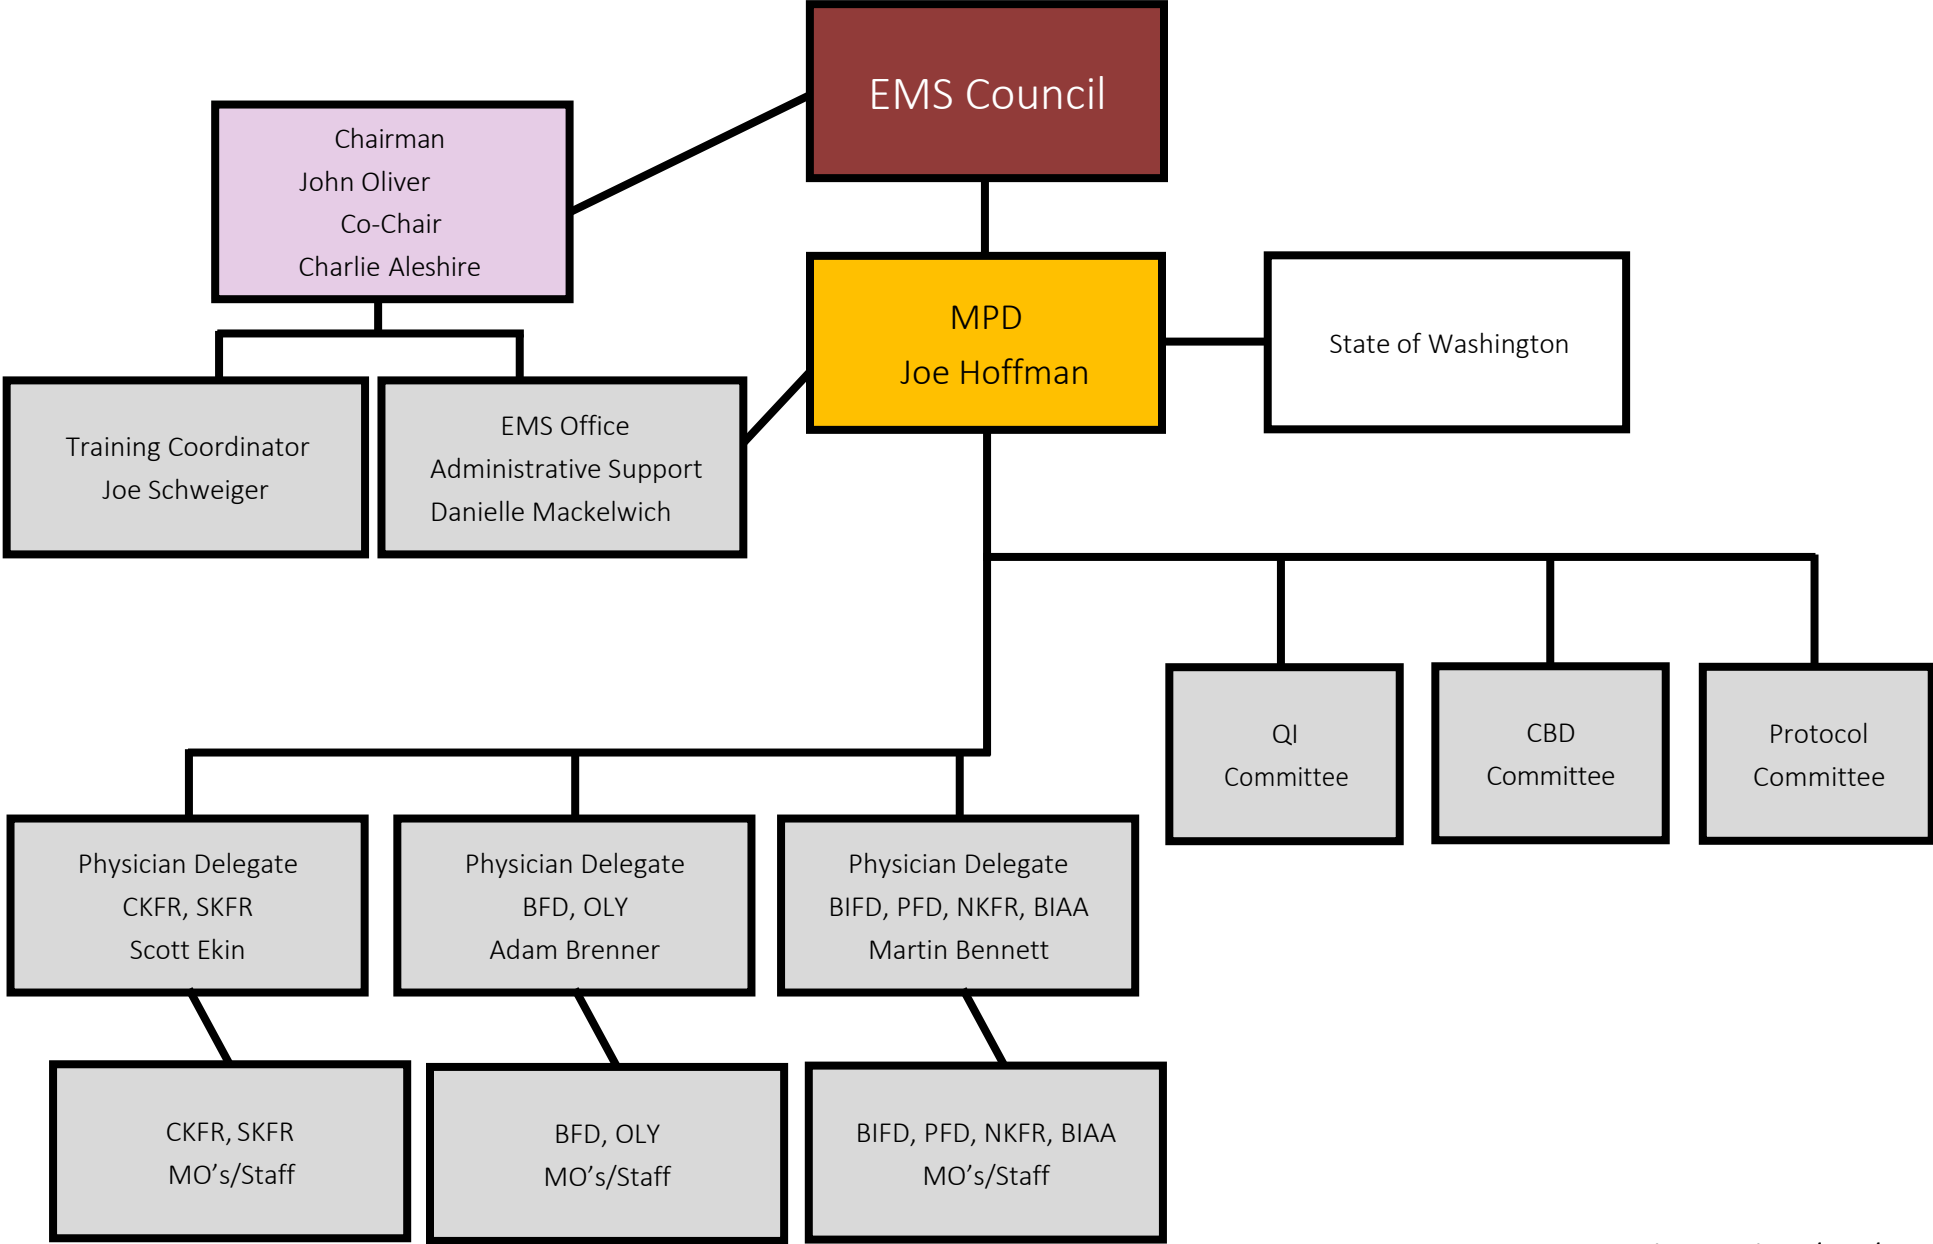 EMS Council
Chairman
John Oliver
Co-Chair
Charlie Aleshire
MPD
Joe Hoffman
State of Washington
Training Coordinator
Joe Schweiger
EMS Office
Administrative Support
Danielle Mackelwich
QI
Committee
CBD
Committee
Protocol
Committee
Physician Delegate
CKFR, SKFR
Scott Ekin
Physician Delegate
BFD, OLY
Adam Brenner
Physician Delegate
BIFD, PFD, NKFR, BIAA
Martin Bennett
CKFR, SKFR
MO’s/Staff
BFD, OLY
MO’s/Staff
BIFD, PFD, NKFR, BIAA
MO’s/Staff